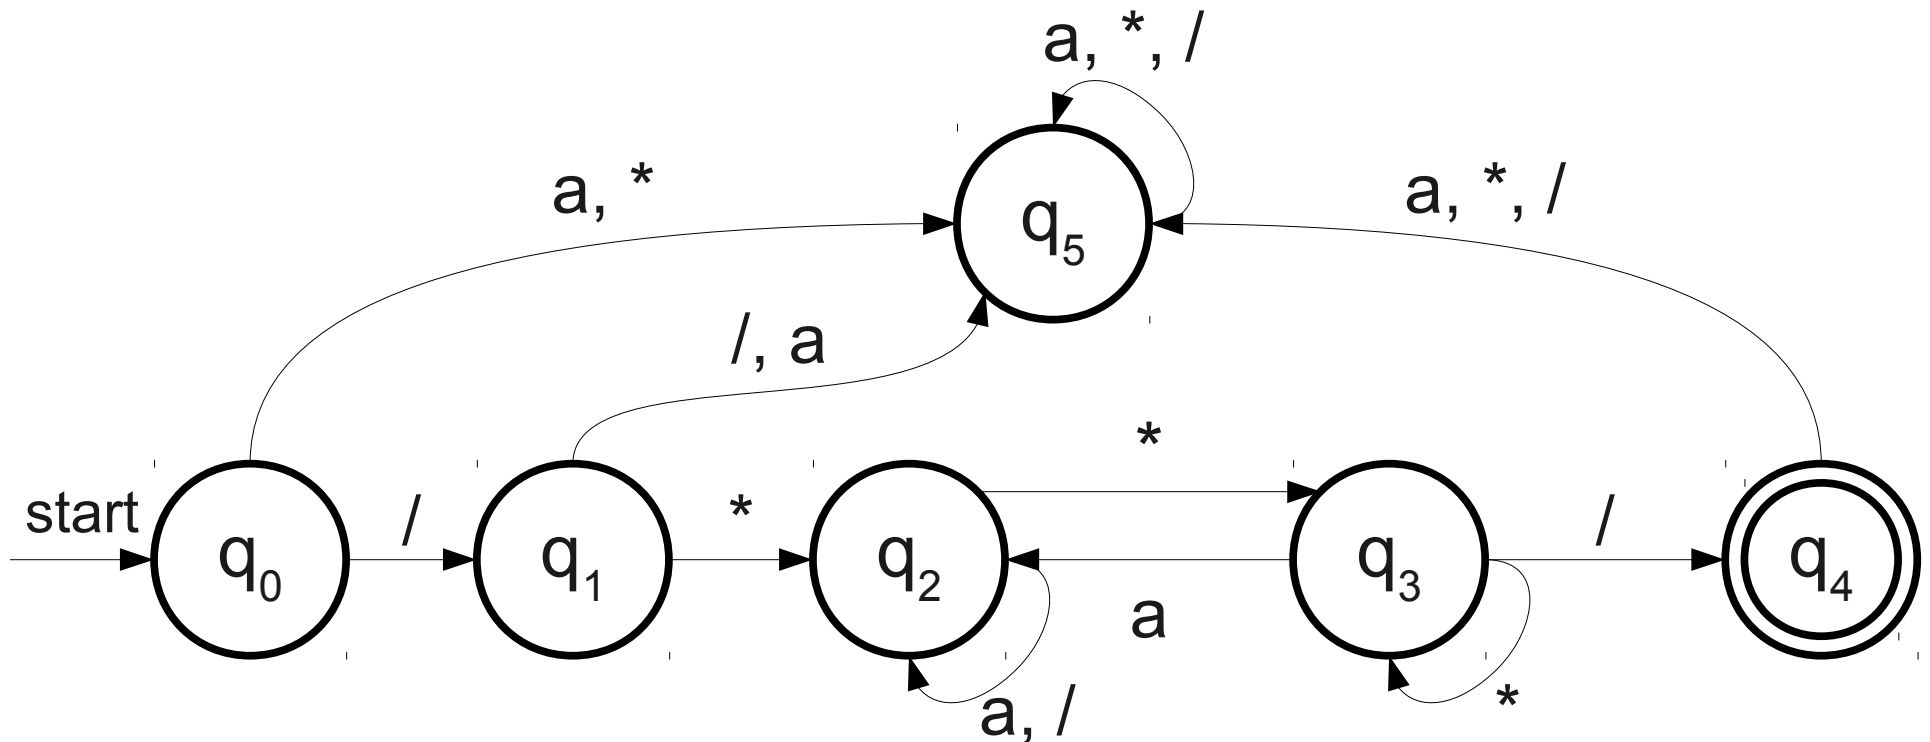 a, *, /
a, *
a, *, /
q5
/, a
*
start
/
*
/
q0
q1
q2
q3
q4
a
a, /
*